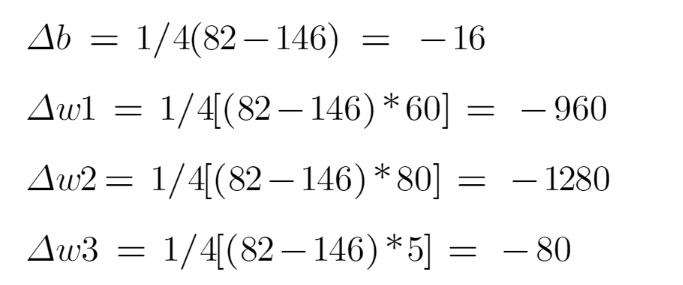 Δb = 1/4(82 − 146) = −16
Δw1 = 1/4[(82 − 146) * 60] = −960
Δw2 = 1/4[(82 − 146) * 80] = −1280
Δw3 = 1/4[(82 − 146) * 5] = −80